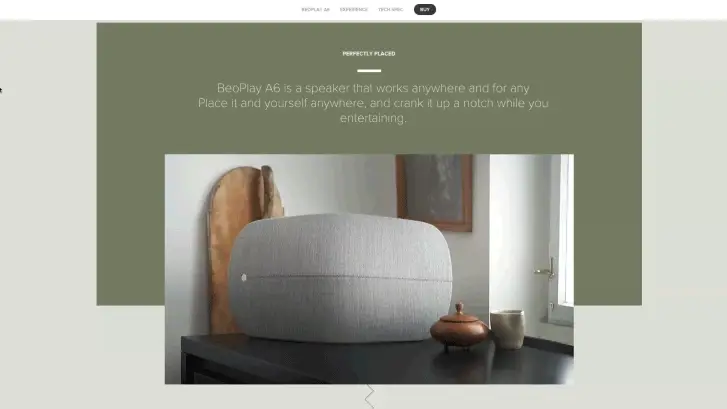 BEOPLAY A6 EXPERIENCE TECH SPEC BUY
PERFECTLY PLACED
BeoPlay A6 is a speaker that works anywhere and for any
Place it and yourself anywhere, and crank it up a notch while you
entertaining.